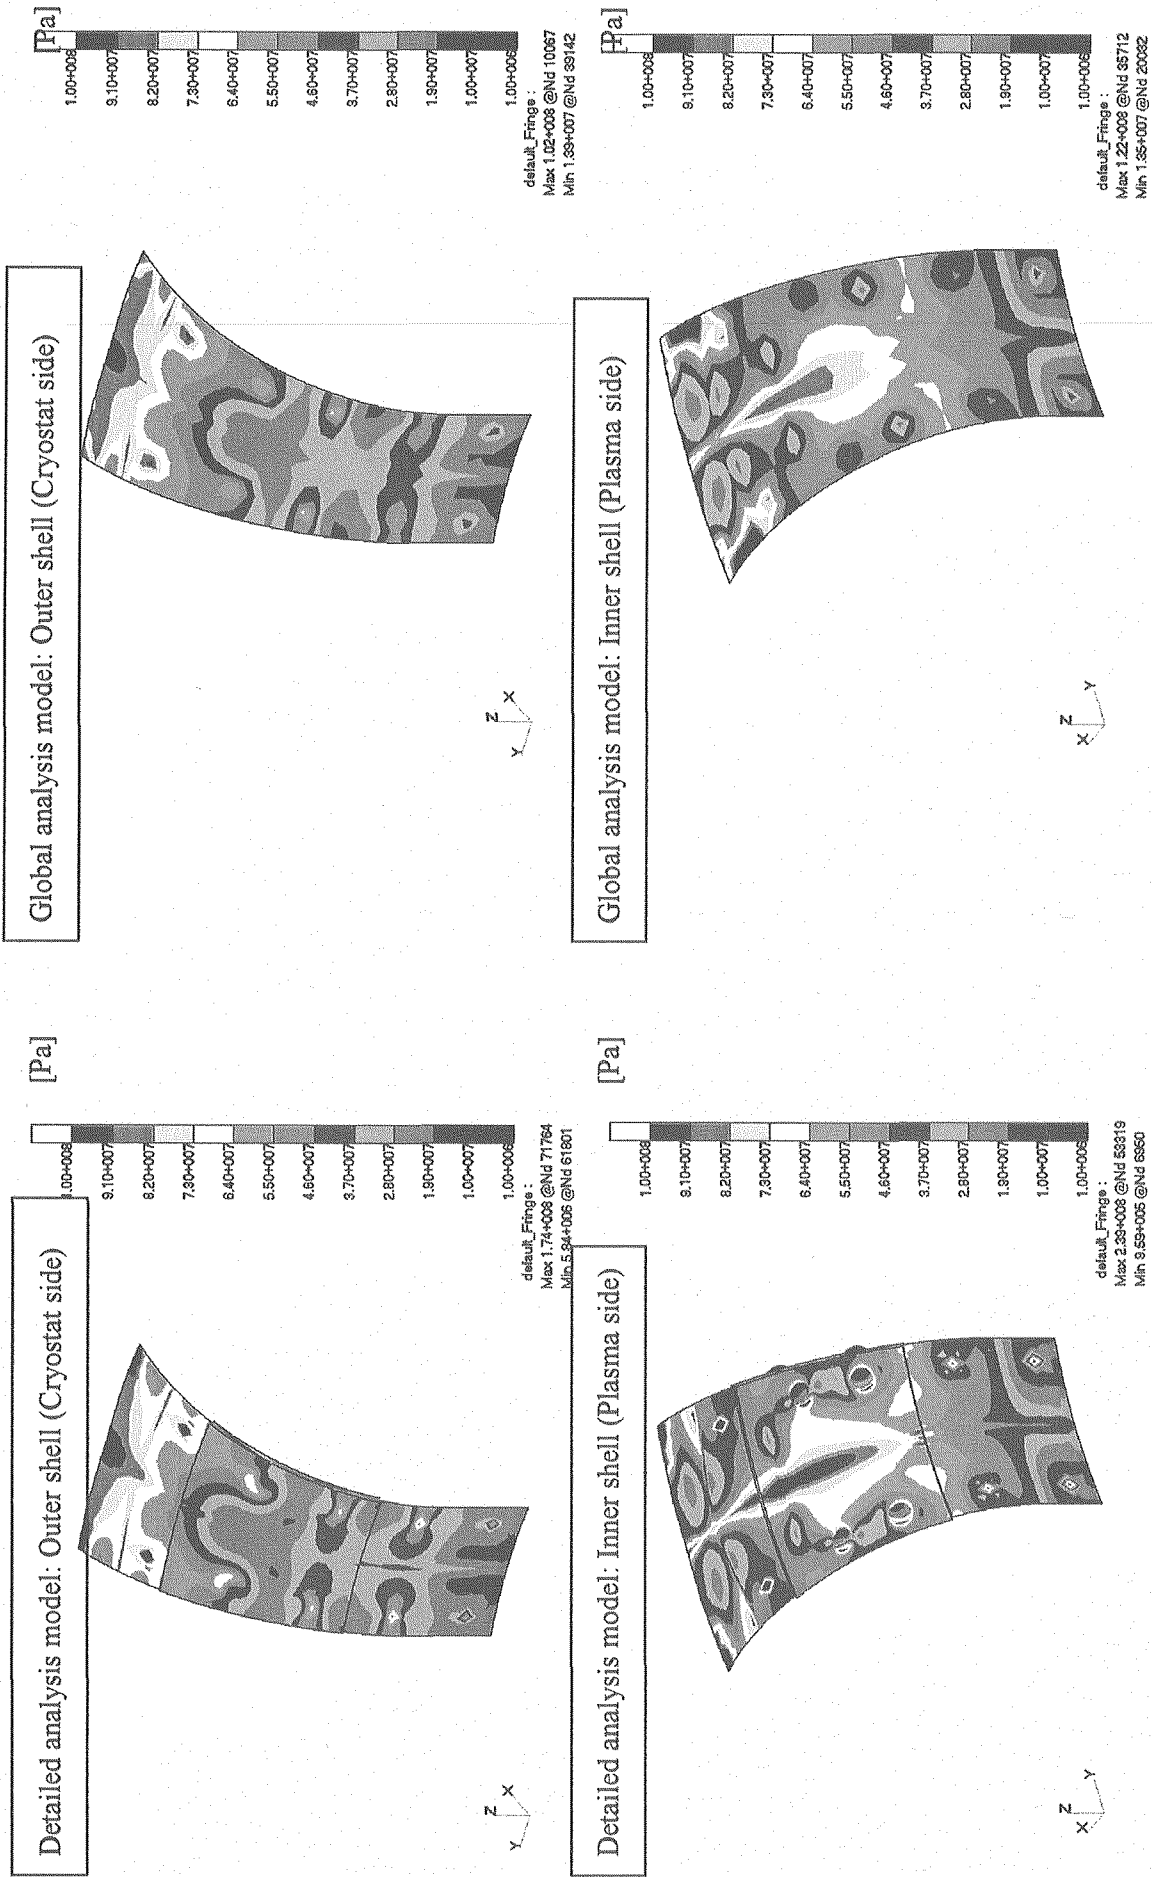 Detailed analysis model: Outer shell (Cryostat side)
[Pa]
1.00+008
9.10+007
8.20+007
7.30+007
6.40+007
5.50+007
4.60+007
3.70+007
2.80+007
1.90+007
1.00+006
default_Fringe :
Max 1.74+008 @Nd 71764
Min 5.84+006 @Nd 61801
Z
Y X
Global analysis model: Outer shell (Cryostat side)
[Pa]
1.00+008
9.10+007
8.20+007
7.30+007
6.40+007
5.50+007
4.60+007
3.70+007
2.80+007
1.90+007
1.00+006
default_Fringe :
Max 1.02+008 @Nd 10067
Min 1.39+007 @Nd 39142
Z
Y X
Detailed analysis model: Inner shell (Plasma side)
[Pa]
1.00+008
9.10+007
8.20+007
7.30+007
6.40+007
5.50+007
4.60+007
3.70+007
2.80+007
1.00+007
1.00+006
default_Fringe :
Max 2.39+008 @Nd 53319
Min 9.59+005 @Nd 6950
Z
X Y
Global analysis model: Inner shell (Plasma side)
[Pa]
1.00+008
9.10+007
8.20+007
7.30+007
6.40+007
5.50+007
4.60+007
3.70+007
2.80+007
1.00+007
1.00+006
default_Fringe :
Max 1.22+008 @Nd 35712
Min 1.35+007 @Nd 20032
Z
X Y